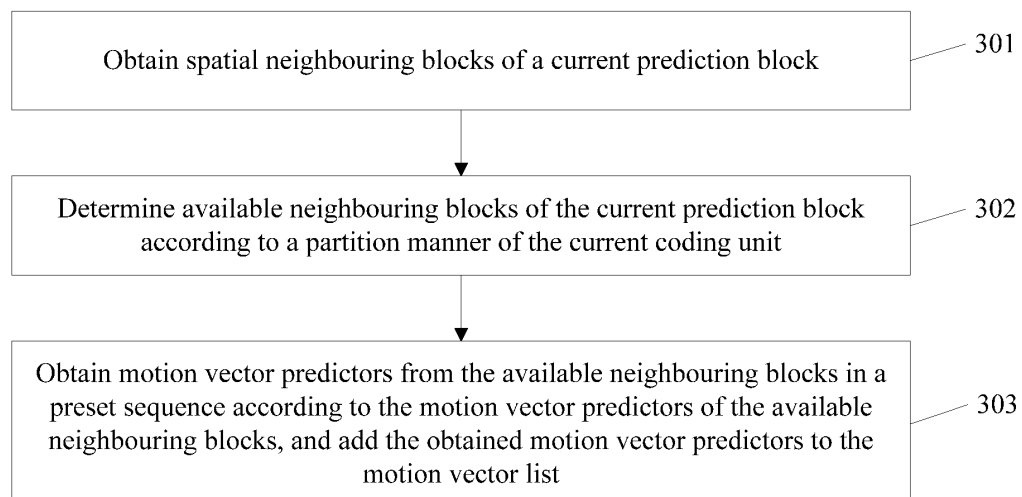 Obtain spatial neighbouring blocks of a current prediction block
301
Determine available neighbouring blocks of the current prediction block
according to a partition manner of the current coding unit
302
Obtain motion vector predictors from the available neighbouring blocks in a
preset sequence according to the motion vector predictors of the available
neighbouring blocks, and add the obtained motion vector predictors to the
motion vector list
303